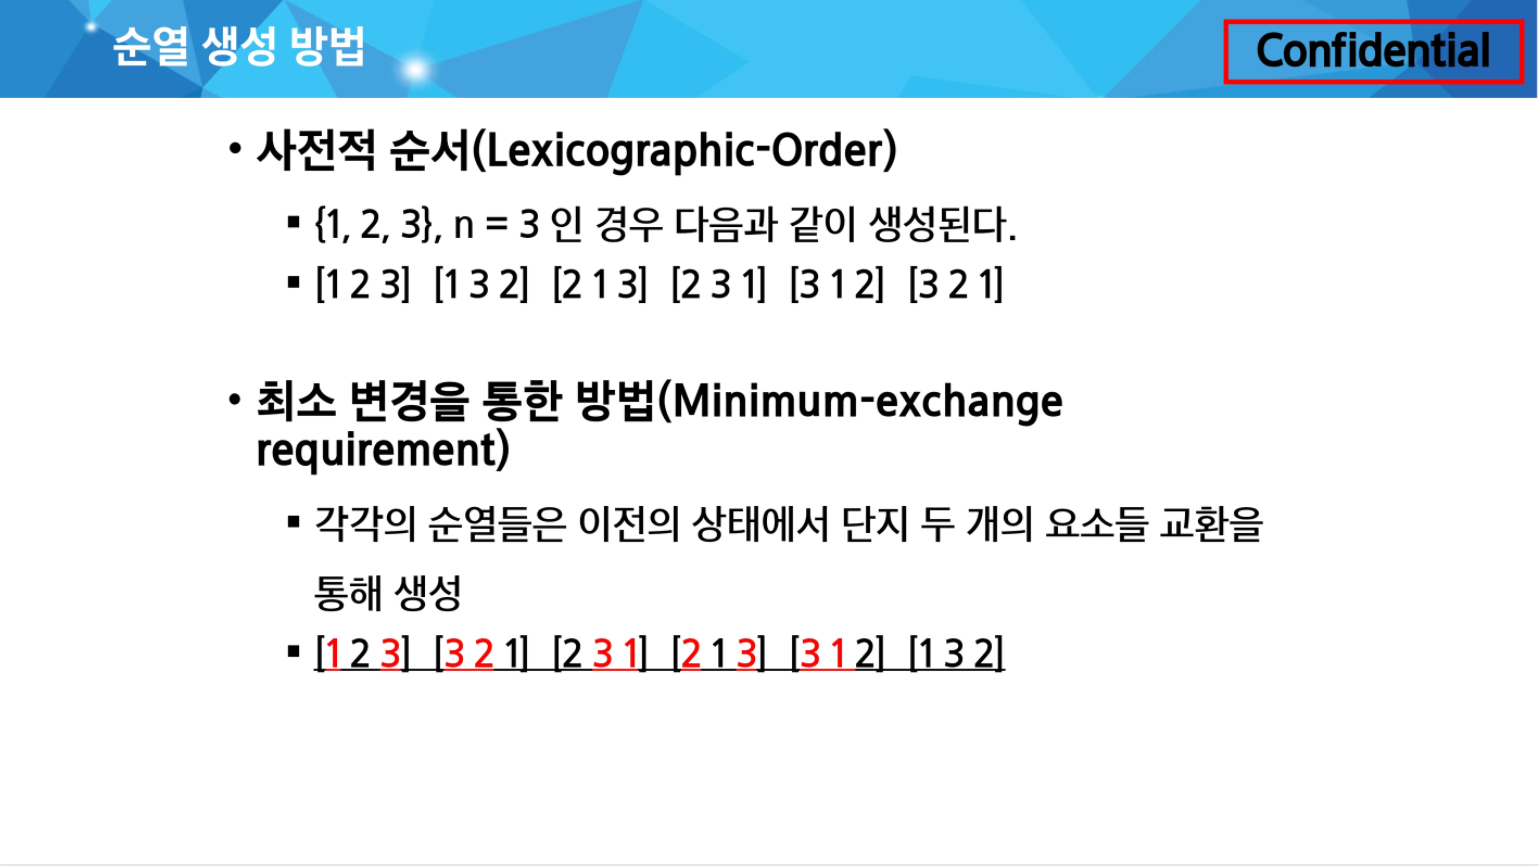 순열 생성 방법
Confidential
• 사전적 순서(Lexicographic-Order)
▪ {1, 2, 3}, n = 3 인 경우 다음과 같이 생성된다.
▪ [1 2 3] [1 3 2] [2 1 3] [2 3 1] [3 1 2] [3 2 1]
• 최소 변경을 통한 방법(Minimum-exchange
requirement)
▪ 각각의 순열들은 이전의 상태에서 단지 두 개의 요소들 교환을
통해 생성
▪ [1 2 3] [3 2 1] [2 3 1] [2 1 3] [3 1 2] [1 3 2]